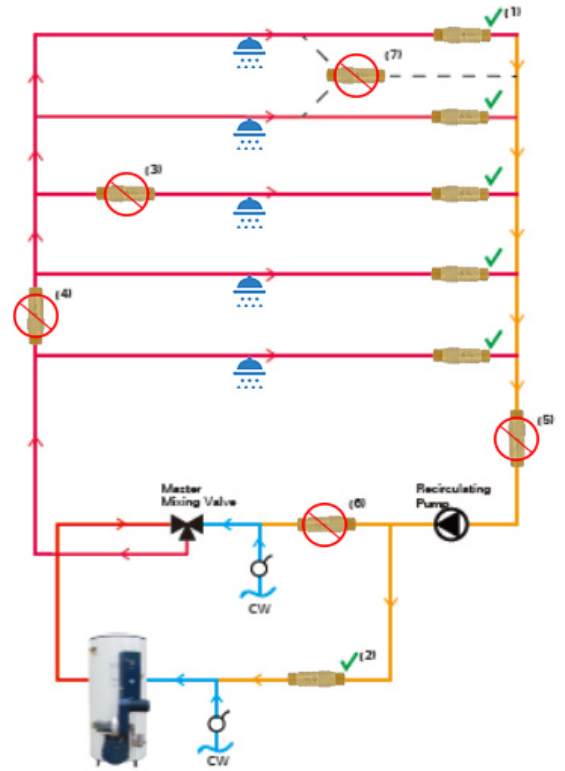 (1)
(7)
(3)
(4)
(5)
Master
Mixing Valve
(6)
Recirculating
Pump
CW
(2)
CW